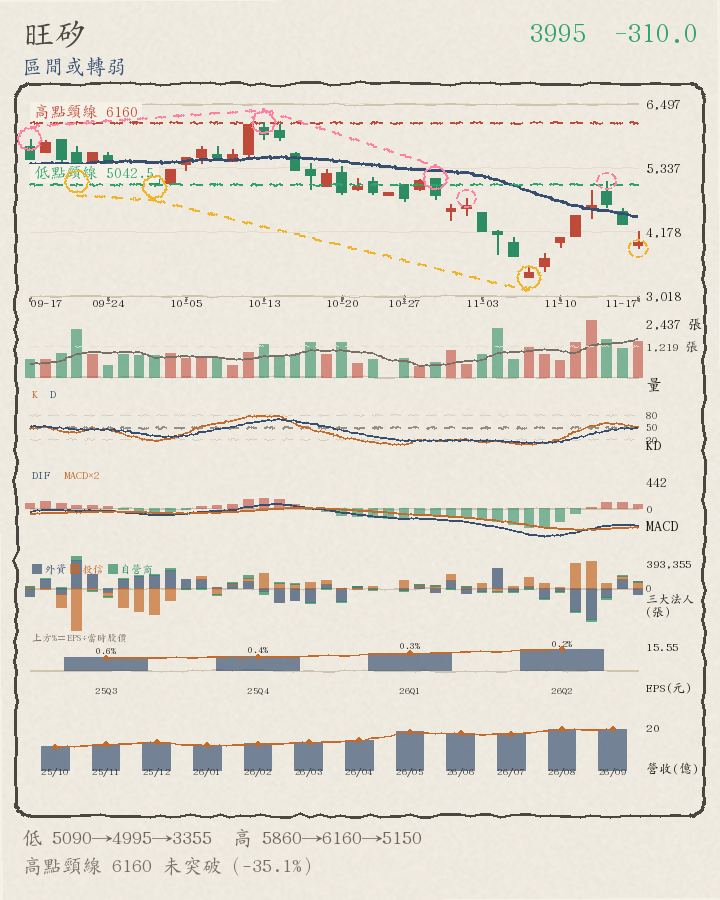 旺矽
3995 -310.0
區間或轉弱
高點頸線 6160
低點頸線 5042.5
6,497
5,337
4,178
3,018
09-17 09-24 10-05 10-13 10-20 10-27 11-03 11-10 11-17
2,437 張
1,219 張
量
K D
80
50
20
KD
DIF MACD×2
442
0
MACD
外資 投信 自營商
393,355
0
三大法人
(張)
上方%=EPS÷當時股價
0.6% 0.4% 0.3% 0.2%
15.55
25Q3 25Q4 26Q1 26Q2
EPS(元)
20
25/10 25/11 25/12 26/01 26/02 26/03 26/04 26/05 26/06 26/07 26/08 26/09
營收(億)
低 5090→4995→3355 高 5860→6160→5150
高點頸線 6160 未突破 (-35.1%)